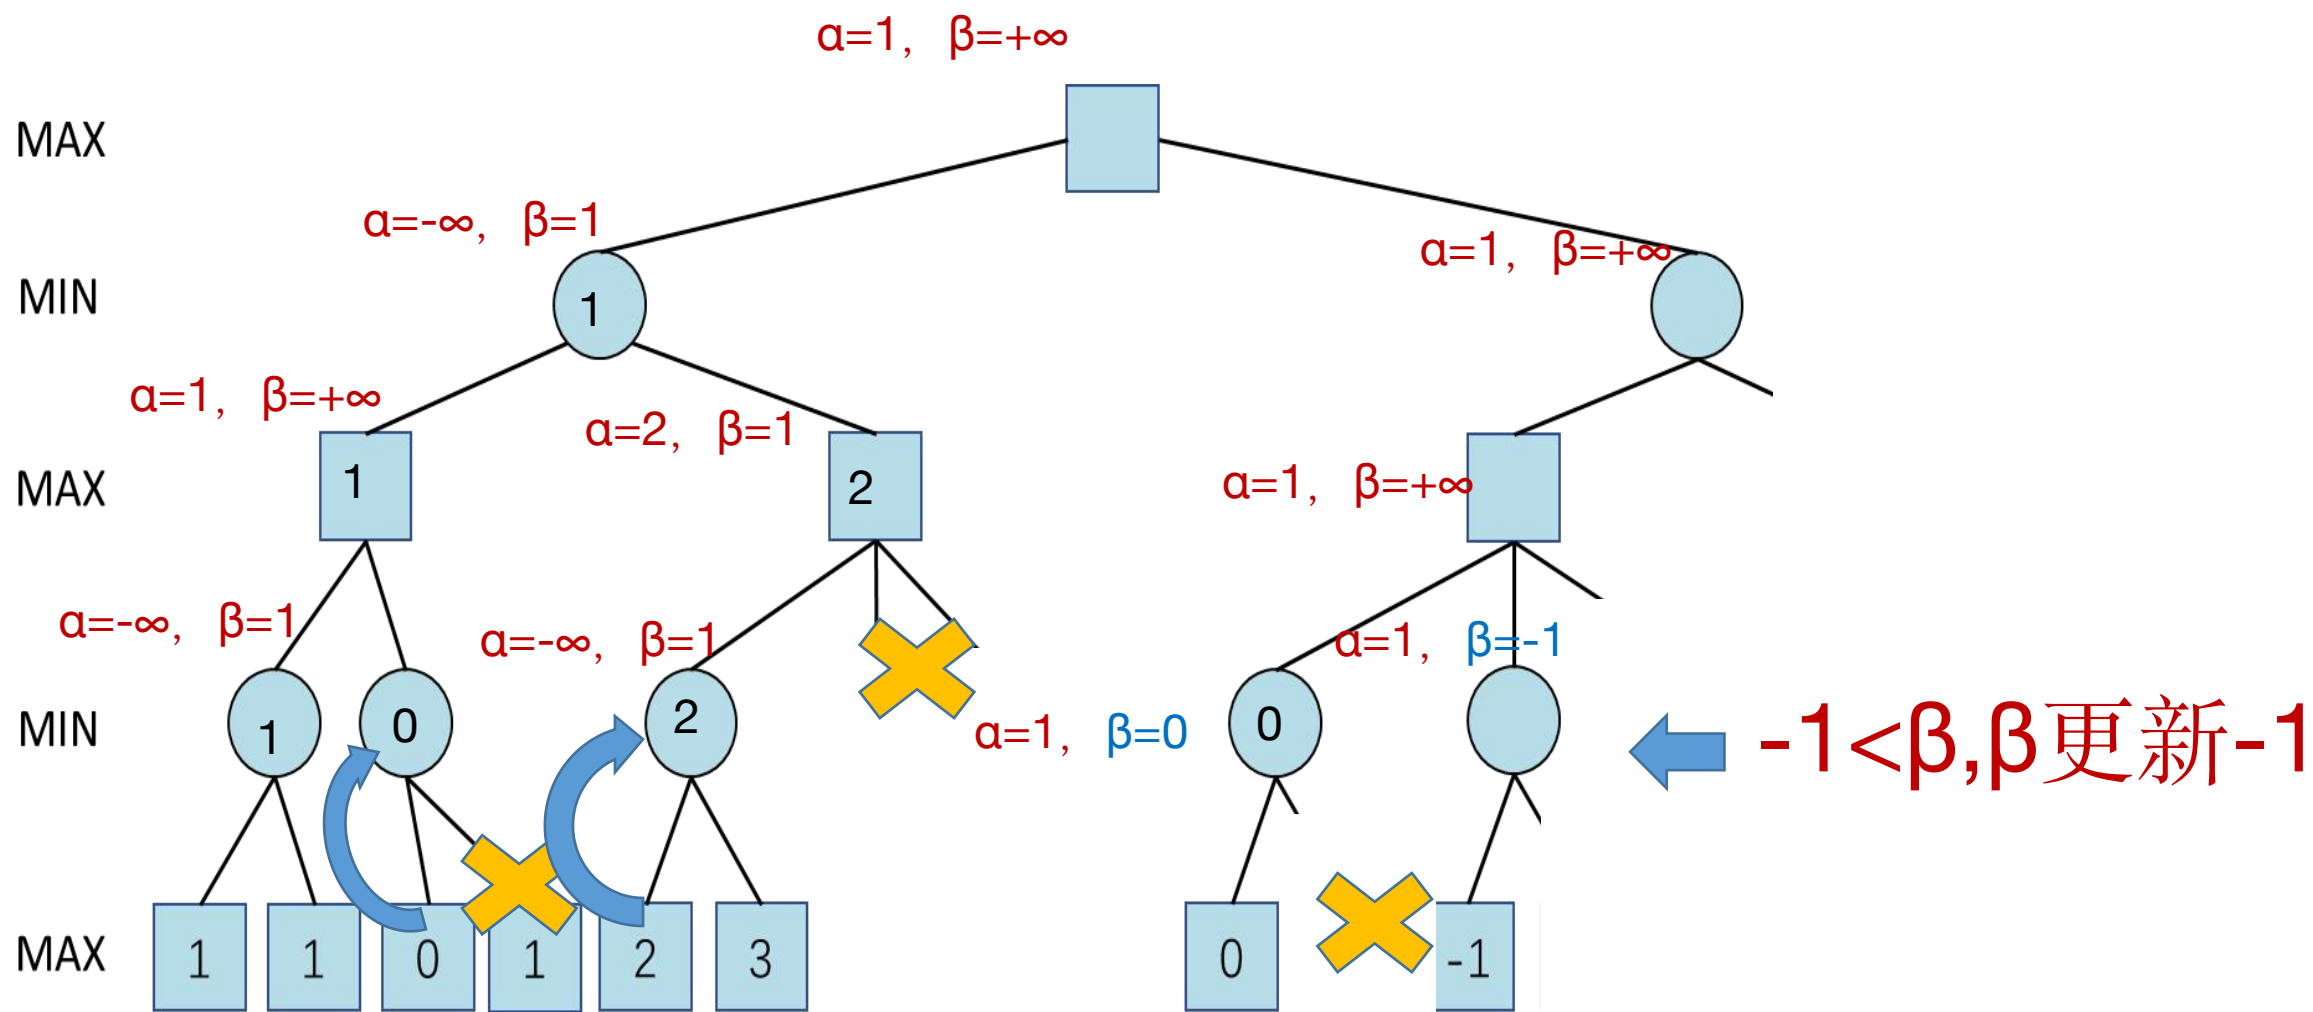 α=1, β=+∞
MAX
α=-∞, β=1
α=1, β=+∞
MIN
1
α=1, β=+∞
α=2, β=1
MAX
1
2
α=1, β=+∞
α=-∞, β=1
α=-∞, β=1
α=1, β=-1
MIN
1
0
2
α=1, β=0
0
-1<β,β更新-1
MAX
1
1
0
1
2
3
0
-1